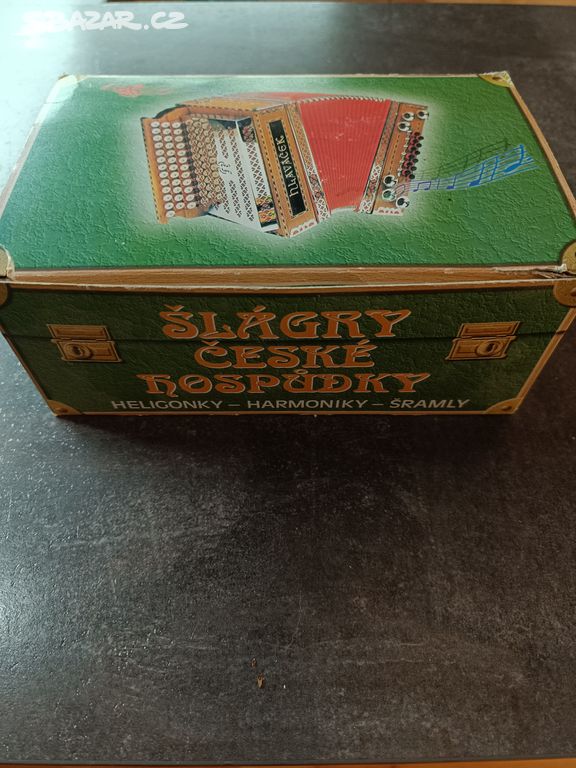 SBAZAR.CZ
HLAVÁČEK
ŠLÁGRY
ČESKÉ
HOSPŮDKY
HELIGONKY – HARMONIKY – ŠRAMLY